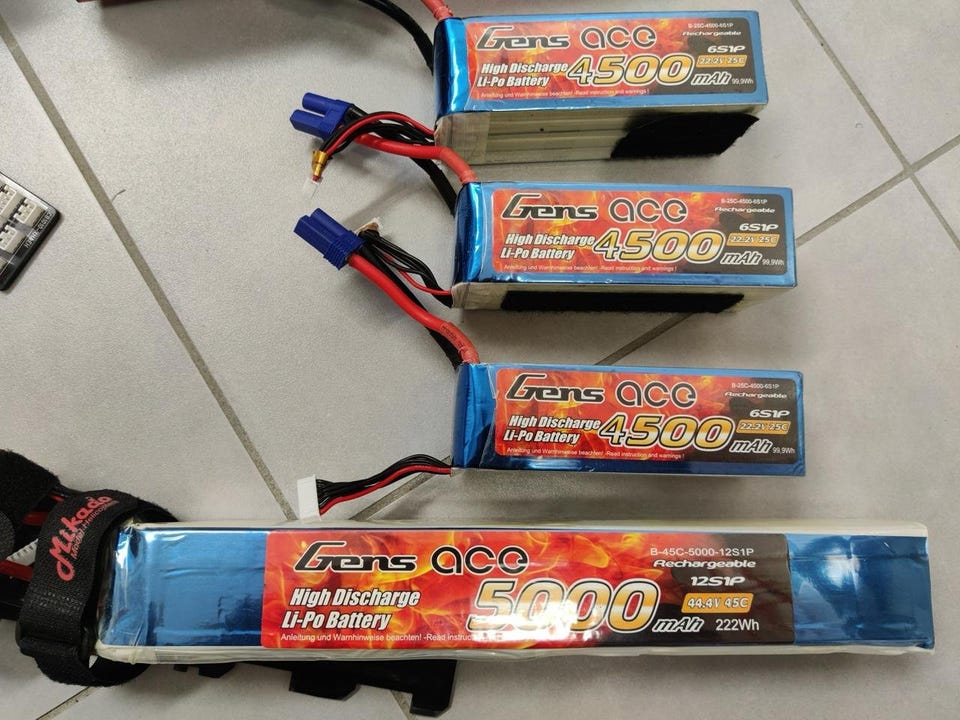 Gens ace
B-25C-4500-6S1P
Rechargeable
6S1P
22.2V 25C
High Discharge
Li-Po Battery
4500 mAh 99,9Wh
Anleitung und Warnhinweise beachten! -Read instruction and warnings !
Gens ace
B-25C-4500-6S1P
Rechargeable
6S1P
22.2V 25C
High Discharge
Li-Po Battery
4500 mAh 99,9Wh
Anleitung und Warnhinweise beachten! -Read instruction and warnings !
Gens ace
B-25C-4500-6S1P
Rechargeable
6S1P
22.2V 25C
High Discharge
Li-Po Battery
4500 mAh 99,9Wh
Anleitung und Warnhinweise beachten! -Read instruction and warnings !
Mikado
Model Helicopters
Gens ace
B-45C-5000-12S1P
Rechargeable
12S1P
44.4V 45C
High Discharge
Li-Po Battery
5000 mAh 222Wh
Anleitung und Warnhinweise beachten! -Read instruc